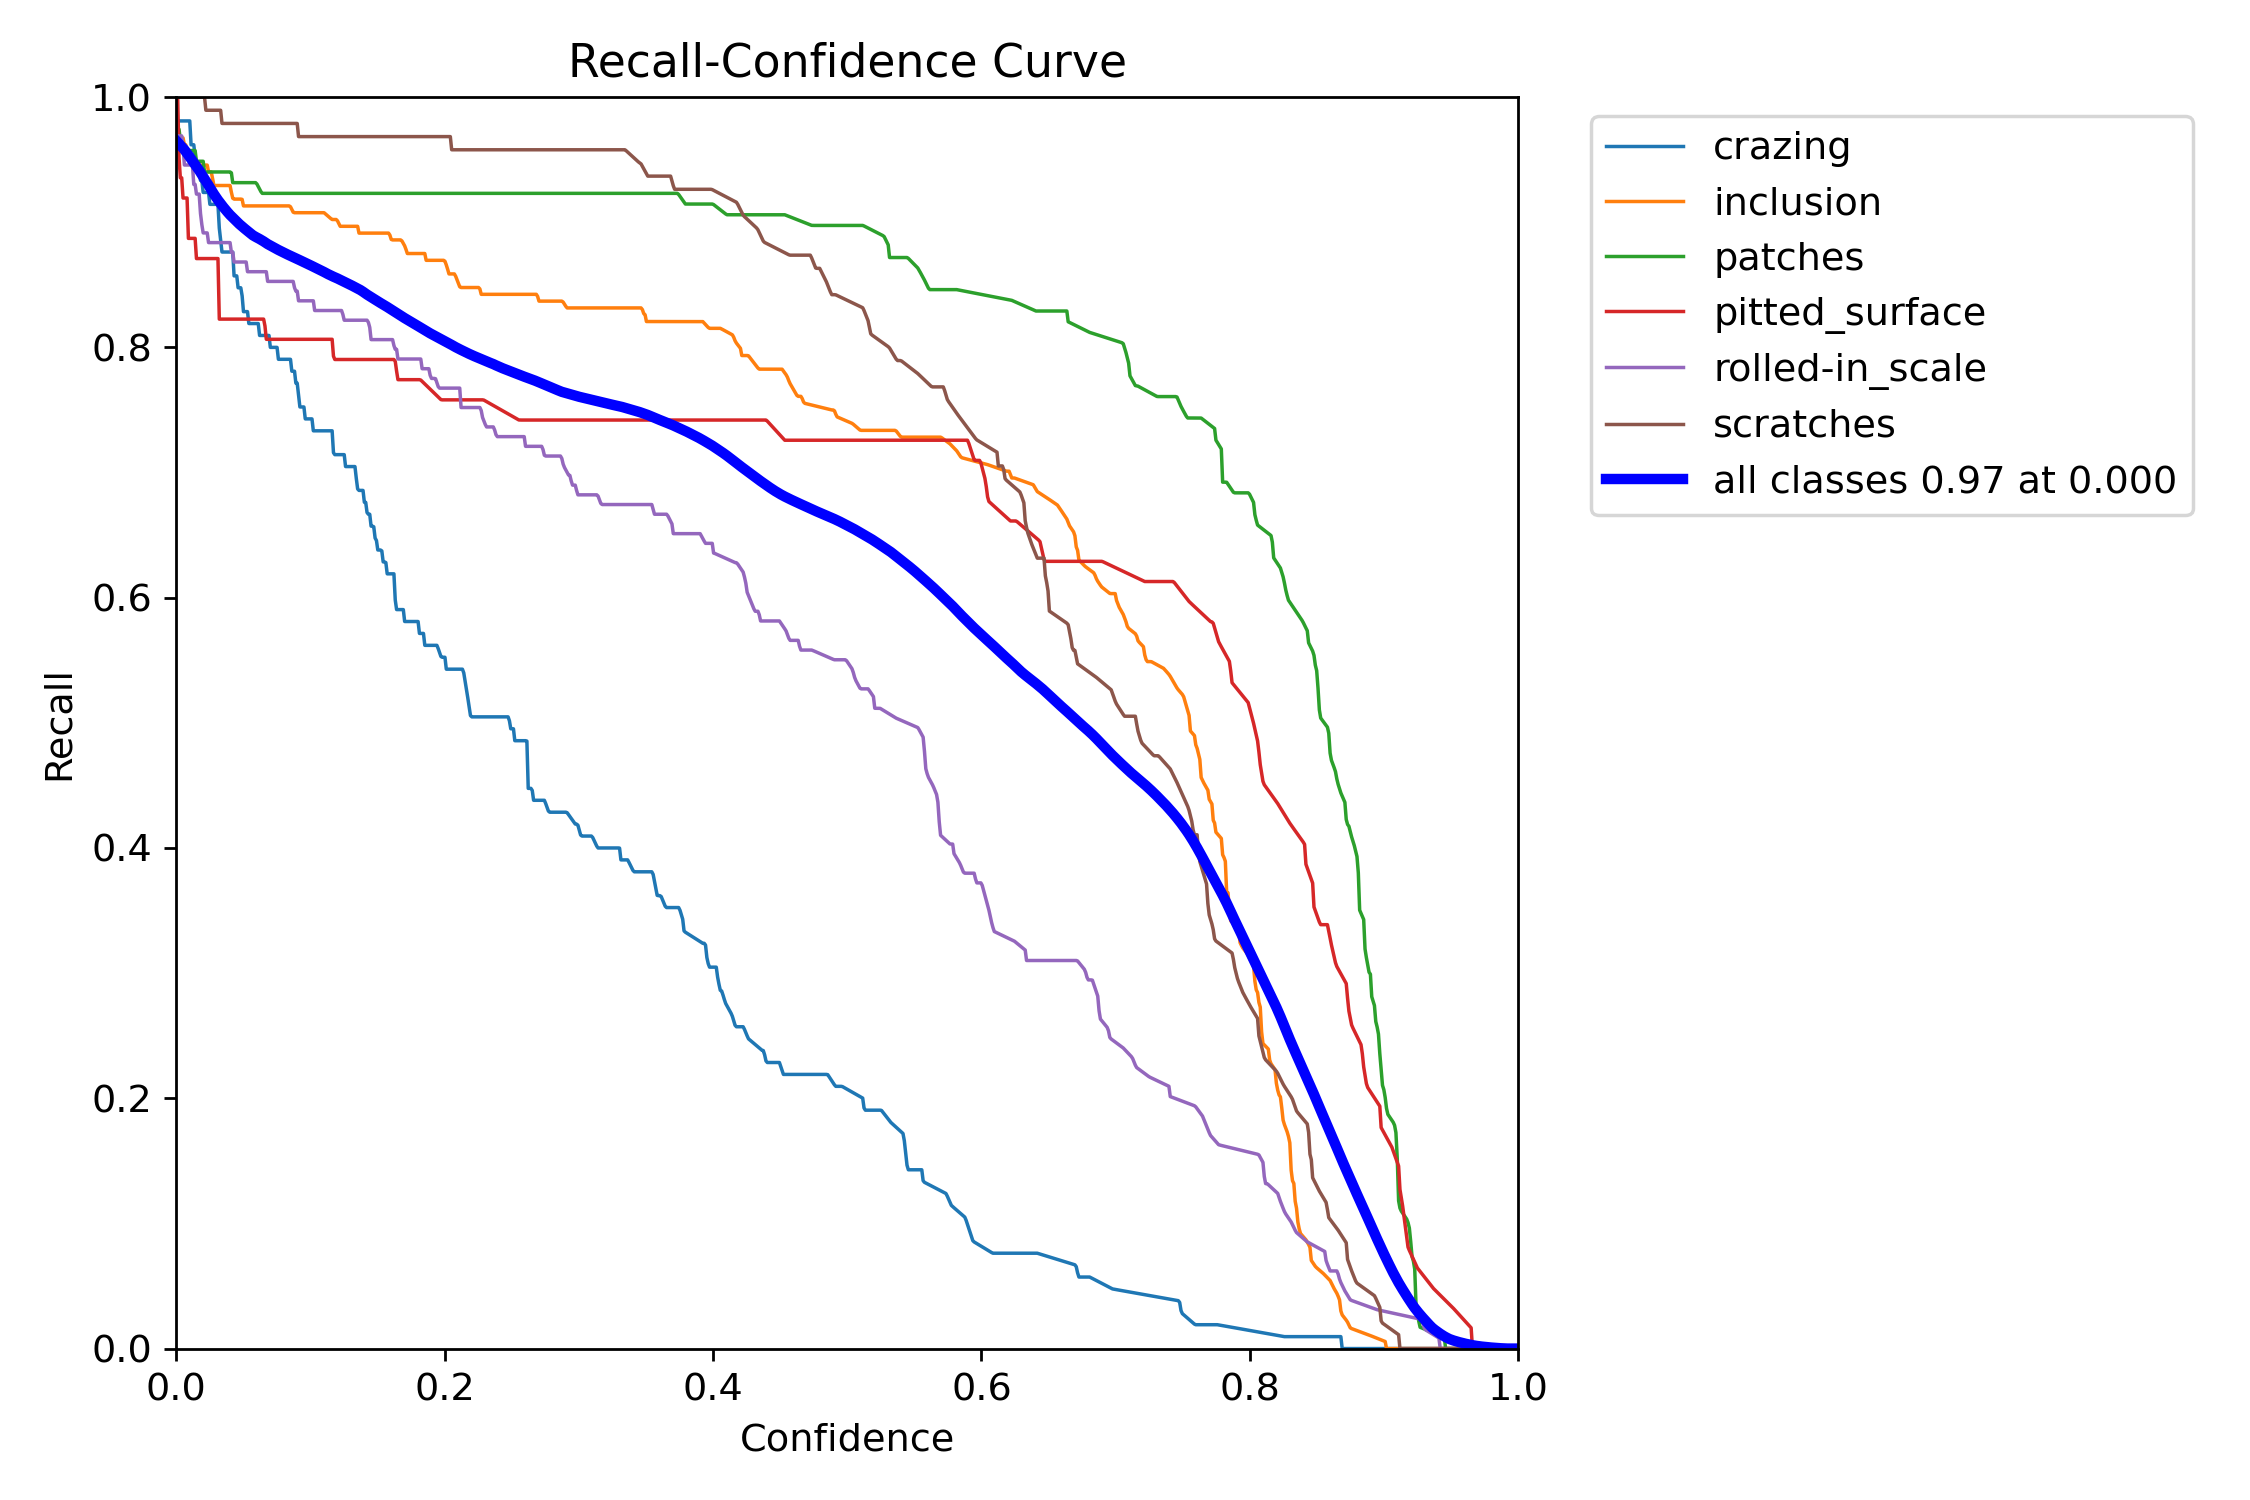 Recall-Confidence Curve
1.0
0.8
0.6
0.4
0.2
0.0
Recall
0.0 0.2 0.4 0.6 0.8 1.0
Confidence
crazing
inclusion
patches
pitted_surface
rolled-in_scale
scratches
all classes 0.97 at 0.000